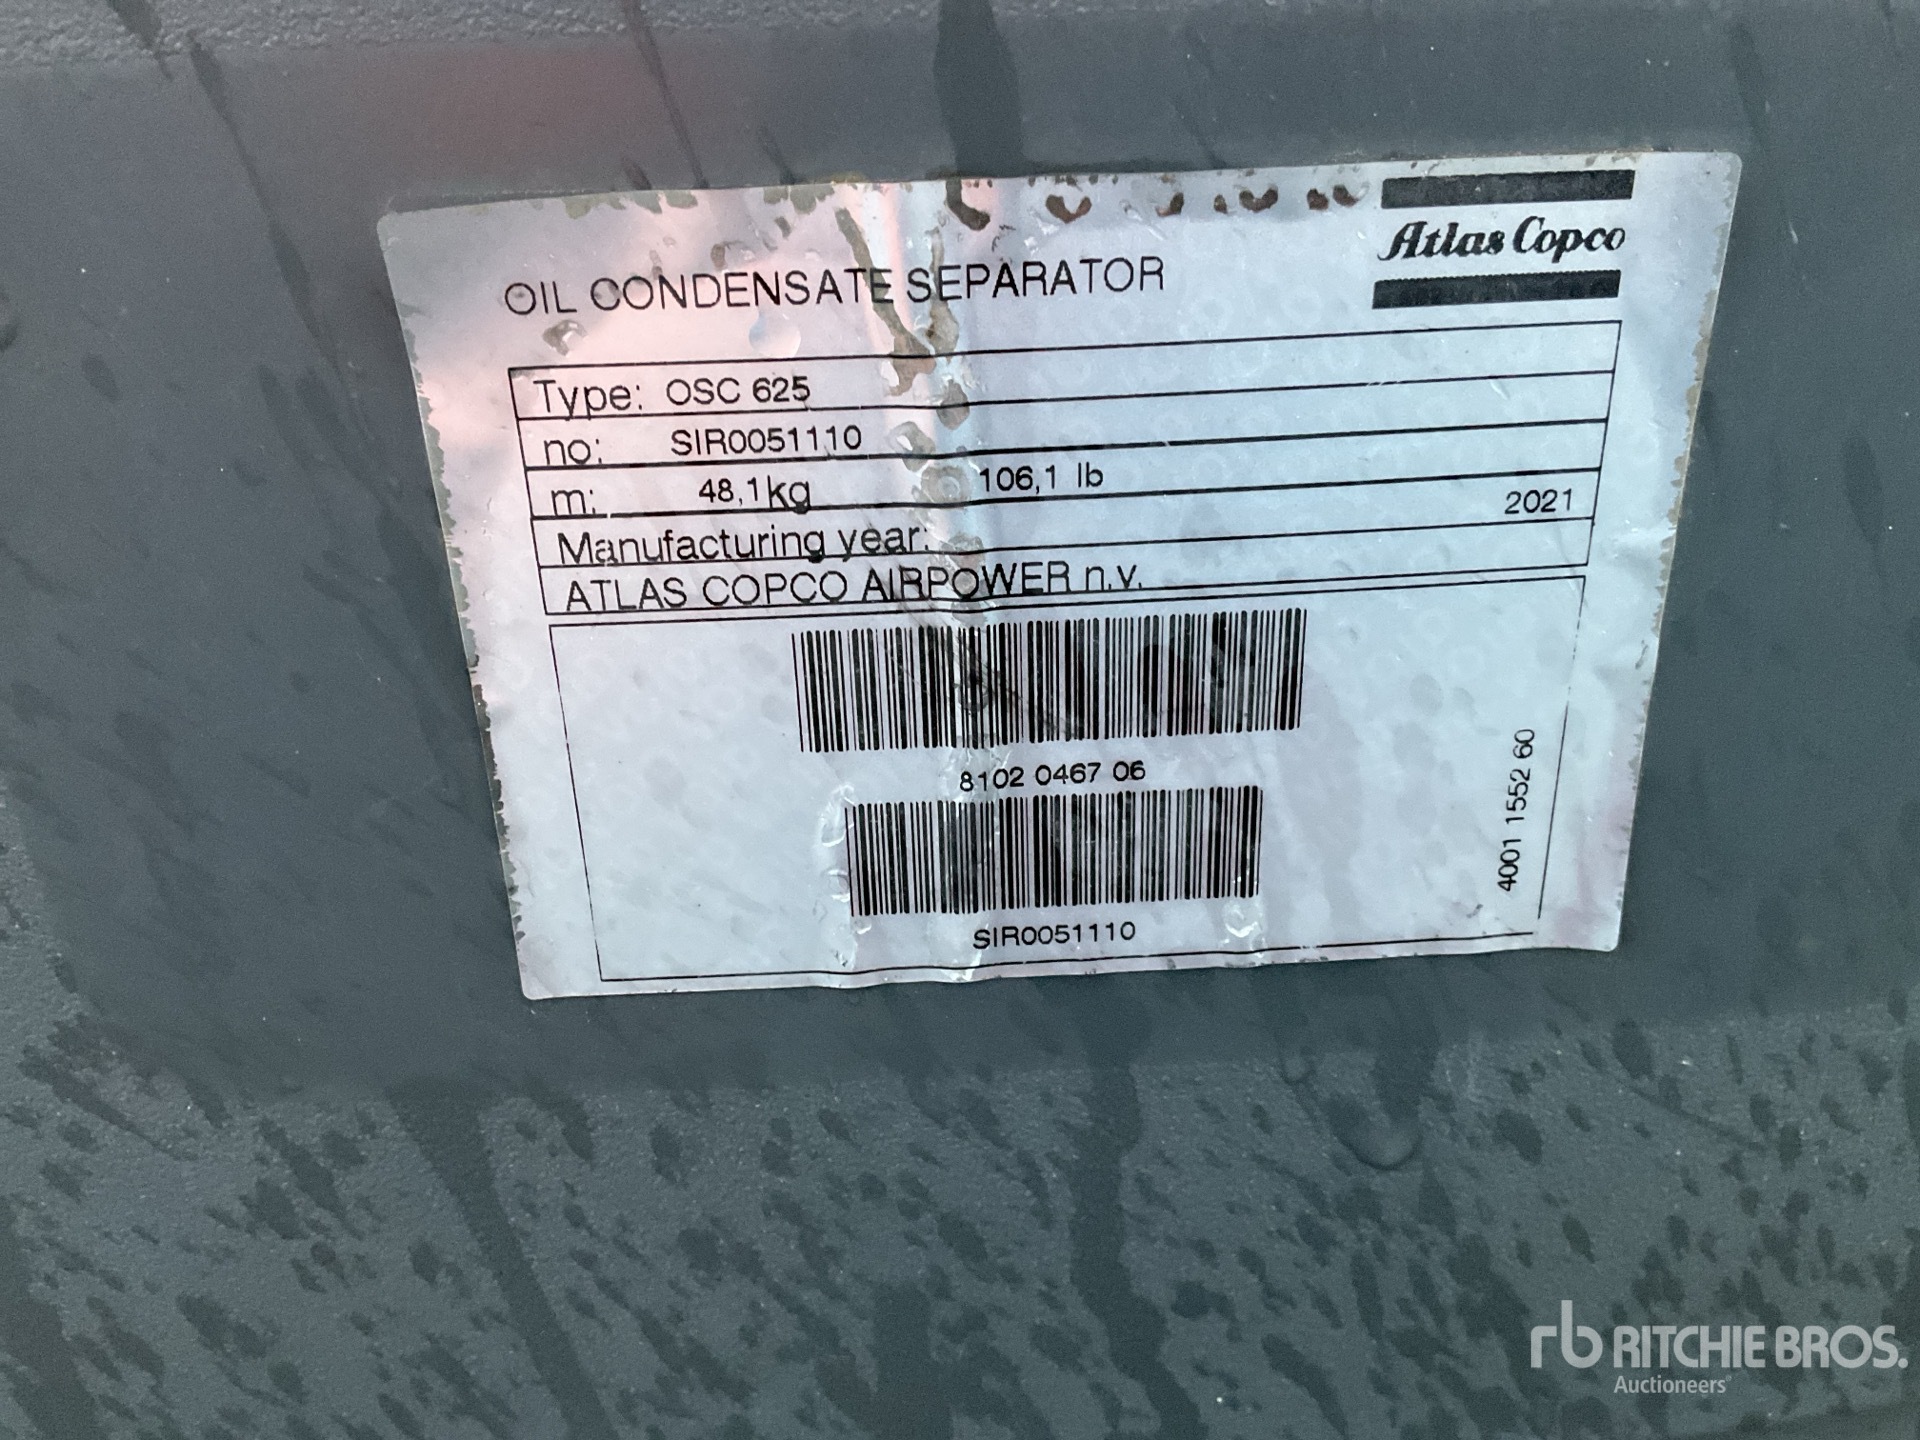 Atlas Copco
OIL CONDENSATE SEPARATOR
Type: OSC 625
no: SIR0051110
m: 48,1kg 106,1 lb
Manufacturing year: 2021
ATLAS COPCO AIRPOWER n.v.
8102 0467 06
SIR0051110
4001 1552 60
rb RITCHIE BROS.
Auctioneers